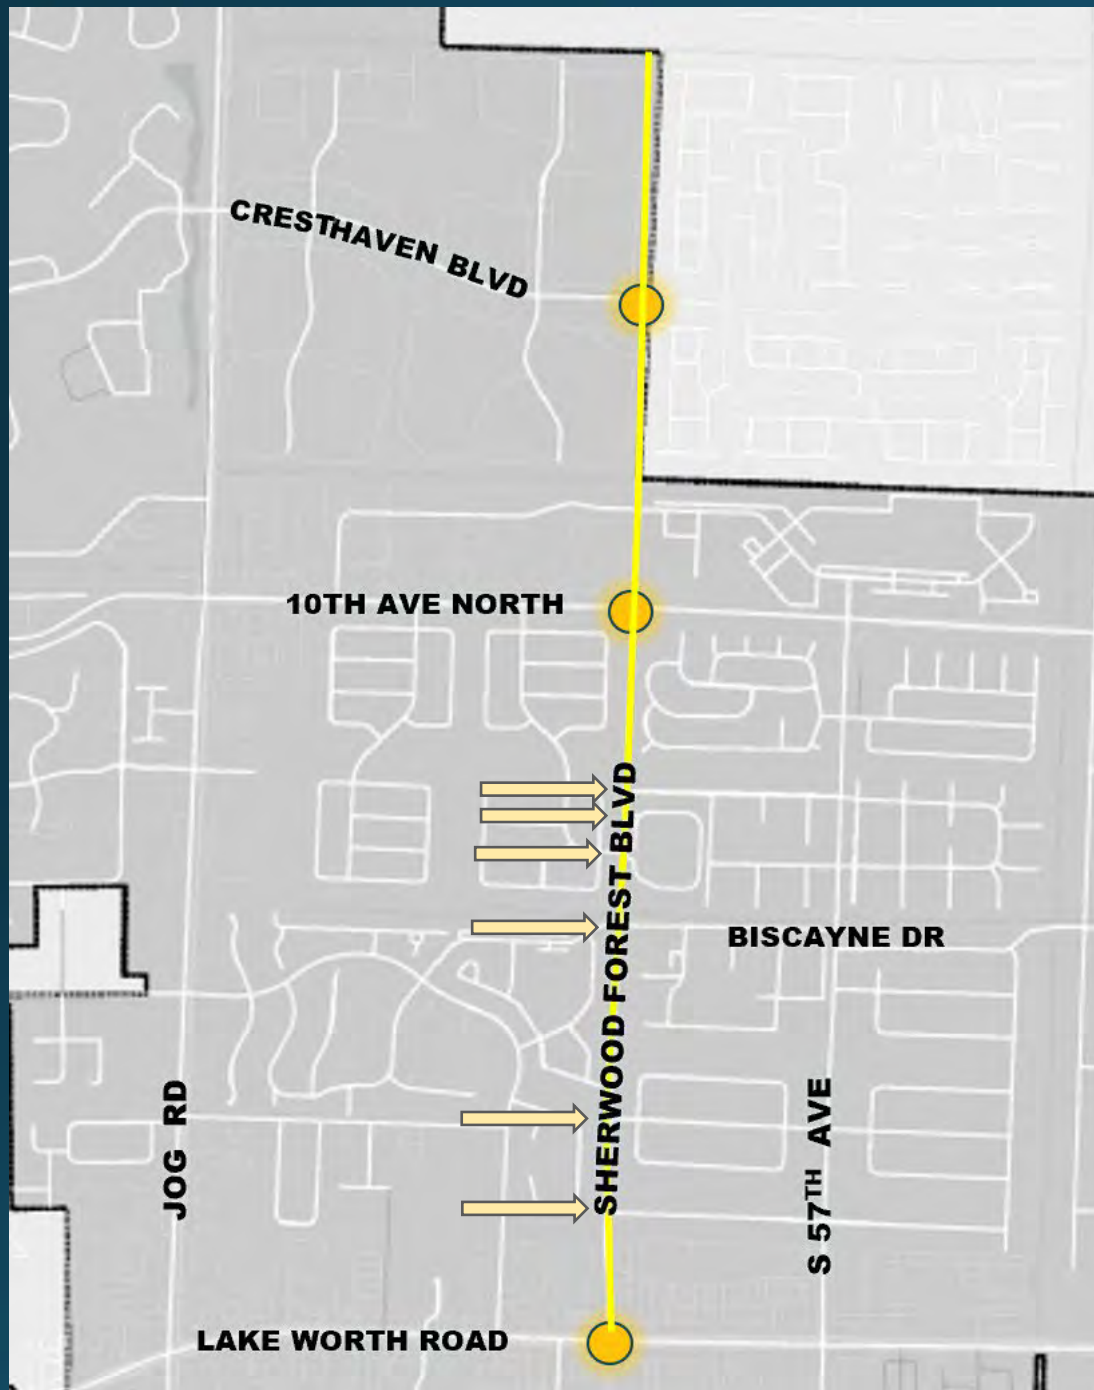 CRESTHAVEN BLVD
10TH AVE NORTH
SHERWOOD FOREST BLVD
BISCAYNE DR
JOG RD
S 57TH AVE
LAKE WORTH ROAD